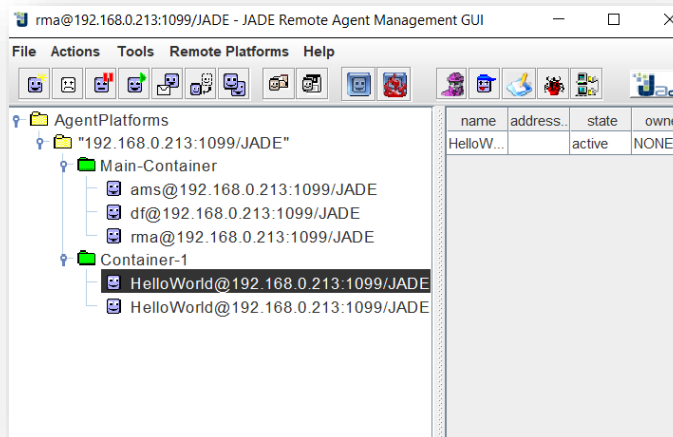 rma@192.168.0.213:1099/JADE - JADE Remote Agent Management GUI
File Actions Tools Remote Platforms Help
AgentPlatforms
"192.168.0.213:1099/JADE"
Main-Container
ams@192.168.0.213:1099/JADE
df@192.168.0.213:1099/JADE
rma@192.168.0.213:1099/JADE
Container-1
HelloWorld@192.168.0.213:1099/JADE
HelloWorld@192.168.0.213:1099/JADE
name address.. state owne
HelloW... active NONE